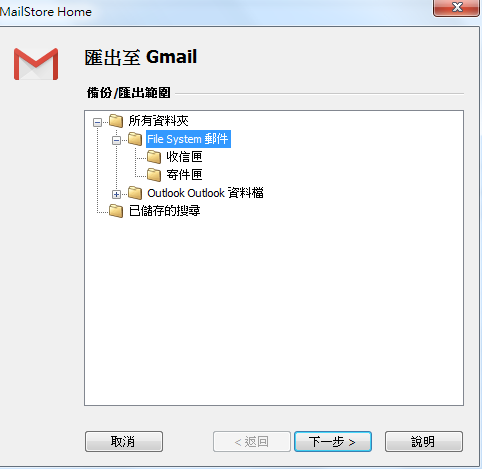 MailStore Home
匯出至 Gmail
備份/匯出範圍
所有資料夾
File System 郵件
收信匣
寄件匣
Outlook Outlook 資料檔
已儲存的搜尋
取消
< 返回
下一步 >
說明